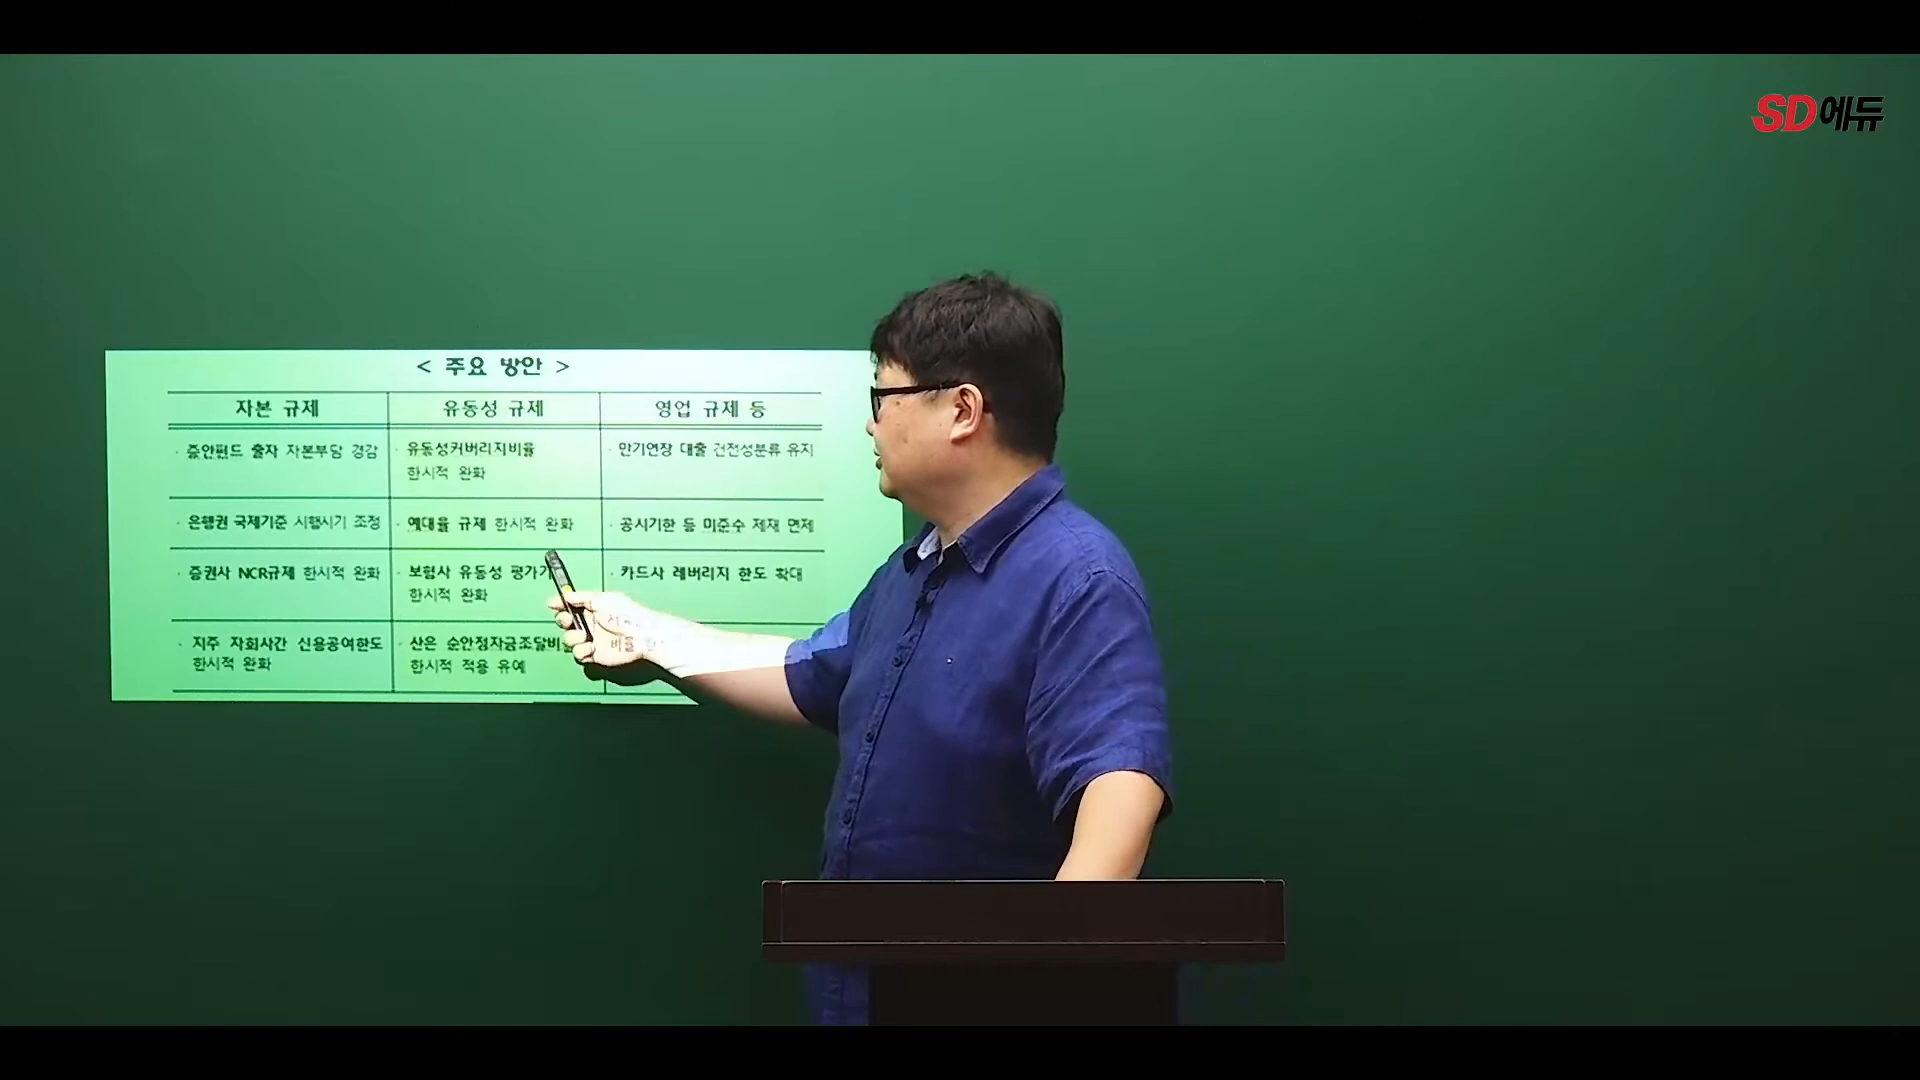 SD에듀
< 주요 방안 >
자본 규제
유동성 규제
영업 규제 등
· 증안펀드 출자 자본부담 경감
· 유동성커버리지비율
한시적 완화
· 만기연장 대출 건전성분류 유지
· 은행권 국제기준 시행시기 조정
· 예대율 규제 한시적 완화
· 공시기한 등 미준수 제재 면제
· 증권사 NCR규제 한시적 완화
· 보험사 유동성 평가기
한시적 완화
· 카드사 레버리지 한도 확대
· 지주 자회사간 신용공여한도
한시적 완화
· 산은 순안정자금조달비율
한시적 적용 유예
비율